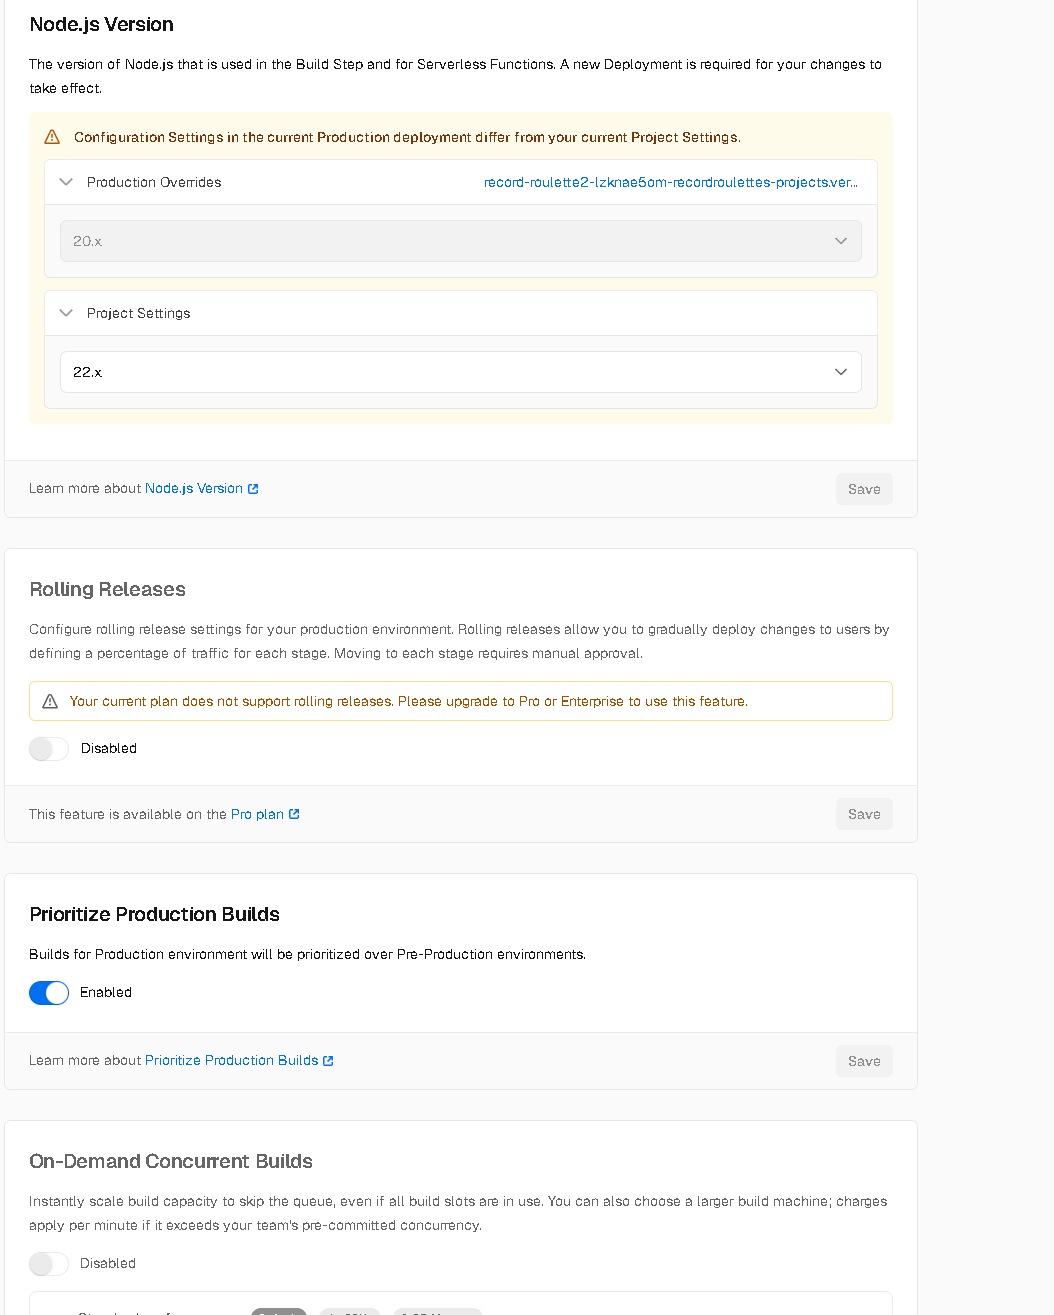 Node.js Version
The version of Node.js that is used in the Build Step and for Serverless Functions. A new Deployment is required for your changes to
take effect.
Configuration Settings in the current Production deployment differ from your current Project Settings.
Production Overrides record-roulette2-lzknae5om-recordroulettes-projects.ver...
20.x
Project Settings
22.x
Learn more about Node.js Version
Save
Rolling Releases
Configure rolling release settings for your production environment. Rolling releases allow you to gradually deploy changes to users by
defining a percentage of traffic for each stage. Moving to each stage requires manual approval.
Your current plan does not support rolling releases. Please upgrade to Pro or Enterprise to use this feature.
Disabled
This feature is available on the Pro plan
Save
Prioritize Production Builds
Builds for Production environment will be prioritized over Pre-Production environments.
Enabled
Learn more about Prioritize Production Builds
Save
On-Demand Concurrent Builds
Instantly scale build capacity to skip the queue, even if all build slots are in use. You can also choose a larger build machine; charges
apply per minute if it exceeds your team's pre-committed concurrency.
Disabled